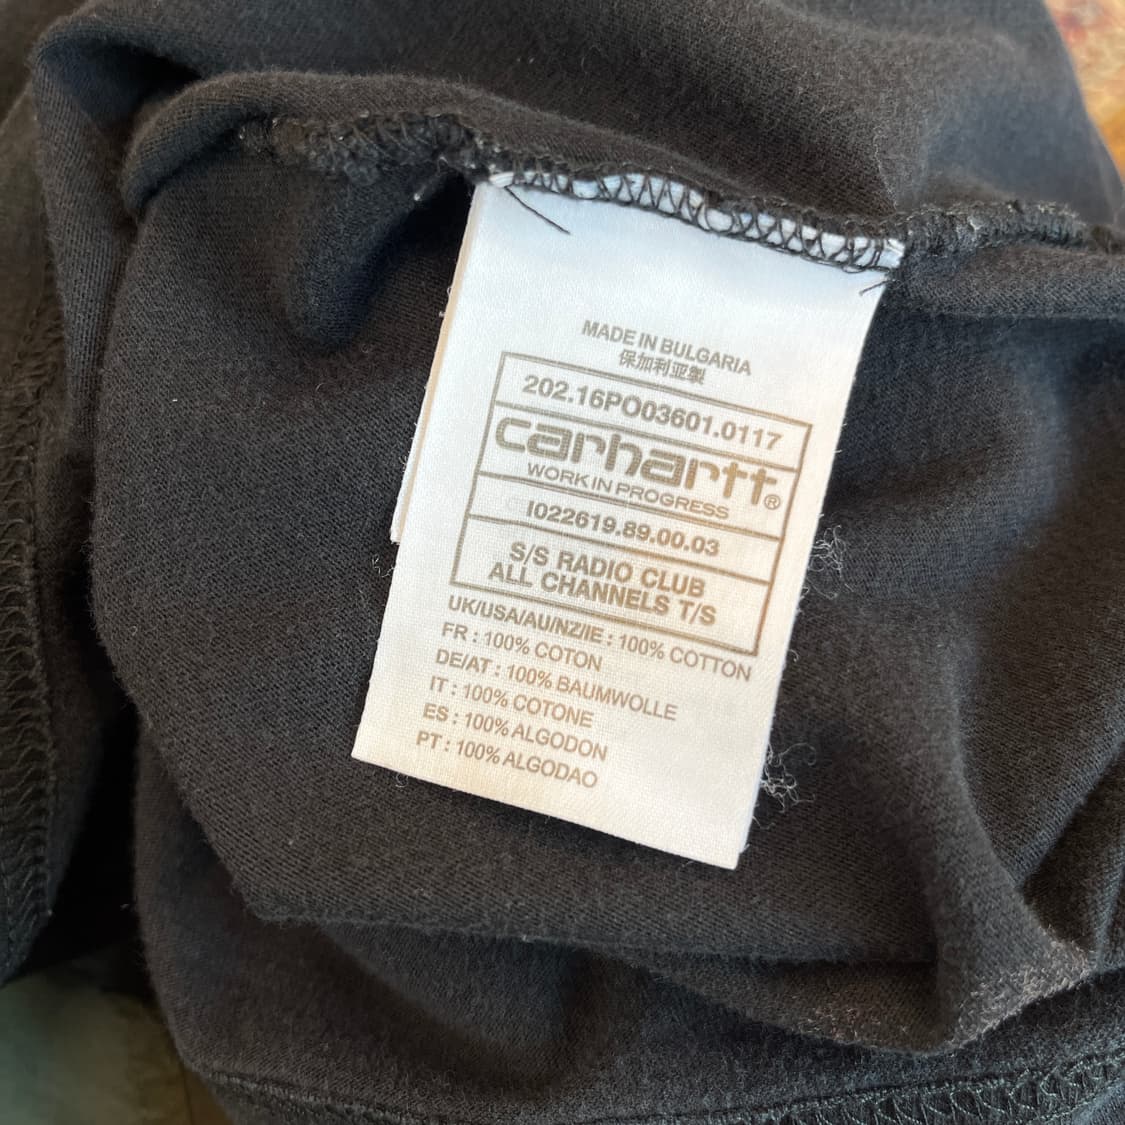 MADE IN BULGARIA
保加利亚製
202.16PO03601.0117
carhartt®
WORK IN PROGRESS
I022619.89.00.03
S/S RADIO CLUB
ALL CHANNELS T/S
UK/USA/AU/NZ/IE : 100% COTTON
FR : 100% COTON
DE/AT : 100% BAUMWOLLE
IT : 100% COTONE
ES : 100% ALGODON
PT : 100% ALGODAO